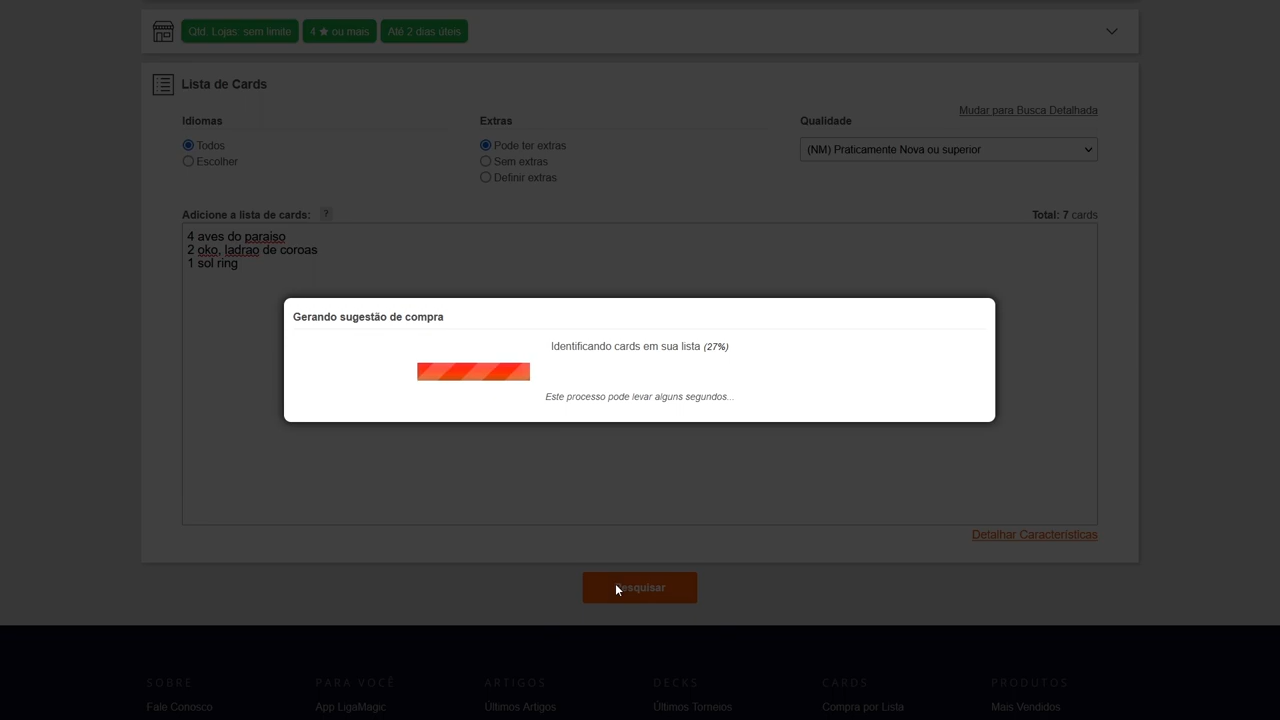 Qtd. Lojas sem limite 4 ★ ou mais Até 2 dias úteis
Lista de Cards
Mudar para Busca Detalhada
Idiomas Extras Qualidade
Todos Pode ter extras (NM) Praticamente Nova ou superior
Escolher Sem extras
Definir extras
Adicione a lista de cards: ? Total: 7 cards
4 aves do paraiso
2 oko, ladrao de coroas
1 sol ring
Gerando sugestão de compra
Identificando cards em sua lista (27%)
Este processo pode levar alguns segundos...
Detalhar Características
Pesquisar
SOBRE PARA VOCÊ ARTIGOS DECKS CARDS PRODUTOS
Fale Conosco App LigaMagic Últimos Artigos Últimos Torneios Compra por Lista Mais Vendidos